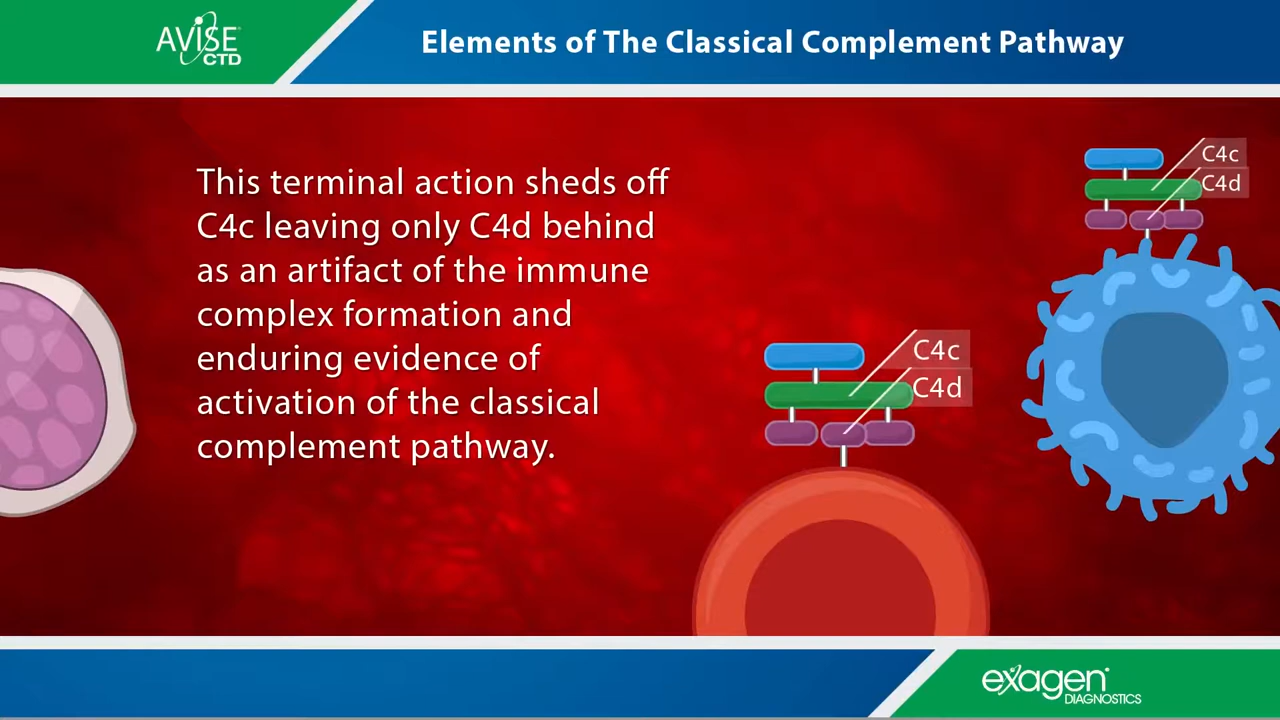 AVISE
CTD
Elements of The Classical Complement Pathway
This terminal action sheds off
C4c leaving only C4d behind
as an artifact of the immune
complex formation and
enduring evidence of
activation of the classical
complement pathway.
C4c
C4d
C4c
C4d
exagen
DIAGNOSTICS